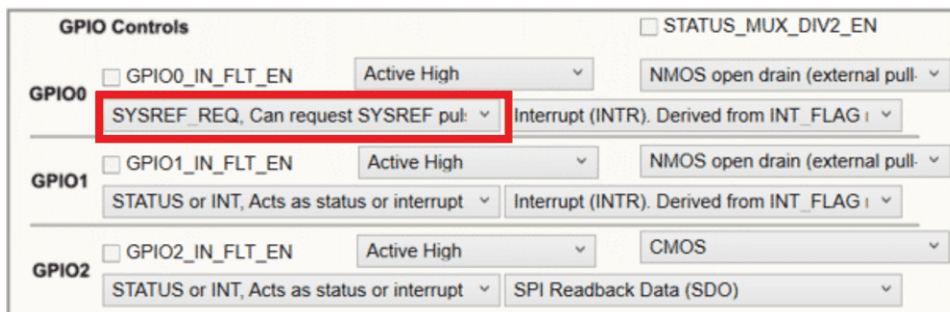 GPIO Controls STATUS_MUX_DIV2_EN
GPIO0_IN_FLT_EN Active High NMOS open drain (external pull-
GPIO0
SYSREF_REQ, Can request SYSREF puls Interrupt (INTR). Derived from INT_FLAG
GPIO1_IN_FLT_EN Active High NMOS open drain (external pull-
GPIO1
STATUS or INT, Acts as status or interrupt Interrupt (INTR). Derived from INT_FLAG
GPIO2_IN_FLT_EN Active High CMOS
GPIO2
STATUS or INT, Acts as status or interrupt SPI Readback Data (SDO)